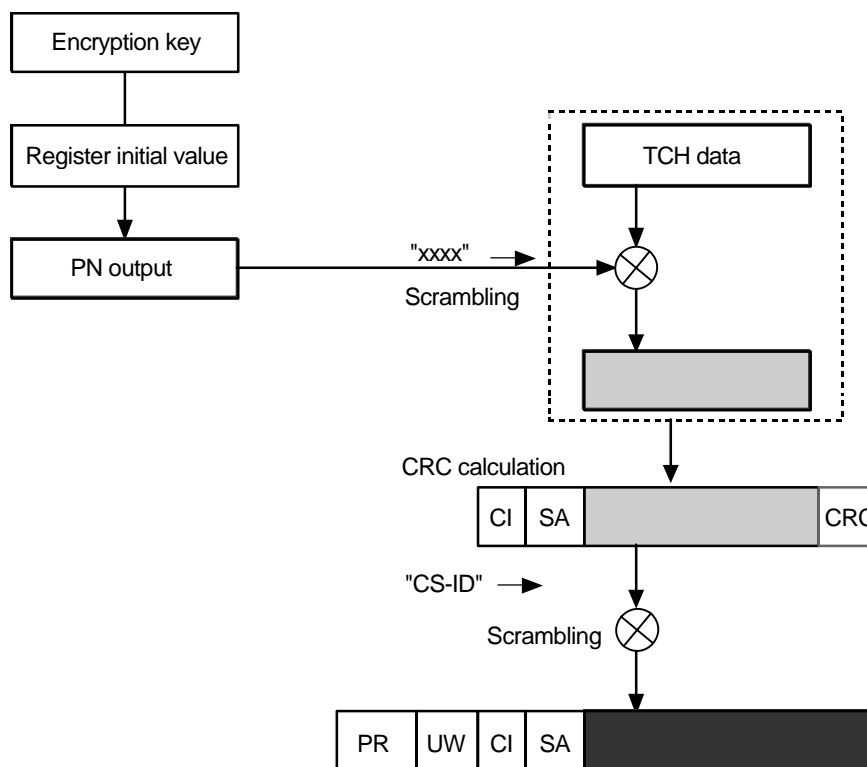 Encryption key
Register initial value
TCH data
PN output
"xxxx"
Scrambling
CRC calculation
CI SA CRC
"CS-ID"
Scrambling
PR UW CI SA